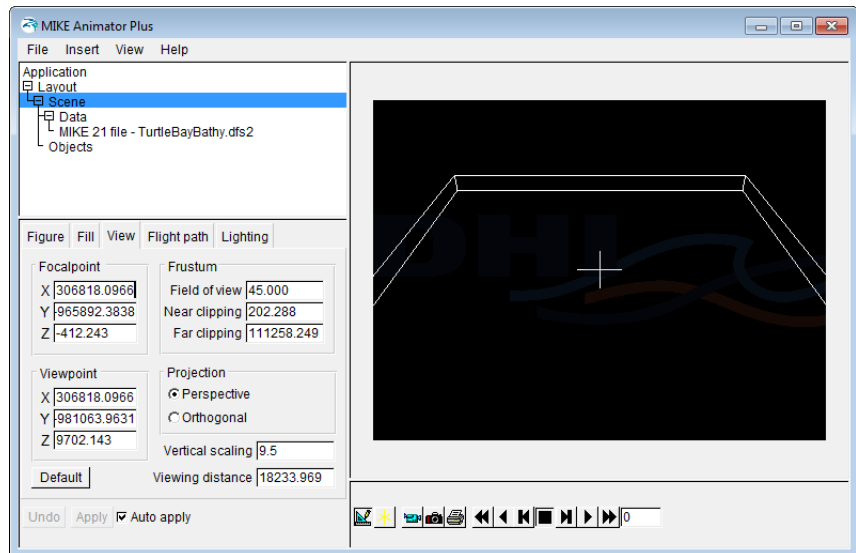 MIKE Animator Plus
File Insert View Help
Application
Layout
Scene
Data
MIKE 21 file - TurtleBayBathy.dfs2
Objects
Figure Fill View Flight path Lighting
Focalpoint
X 306818.0966
Y -965892.3838
Z -412.243
Frustum
Field of view 45.000
Near clipping 202.288
Far clipping 111258.249
Viewpoint
X 306818.0966
Y -981063.9631
Z 9702.143
Projection
Perspective
Orthogonal
Vertical scaling 9.5
Default
Viewing distance 18233.969
Undo Apply Auto apply
DHI
0